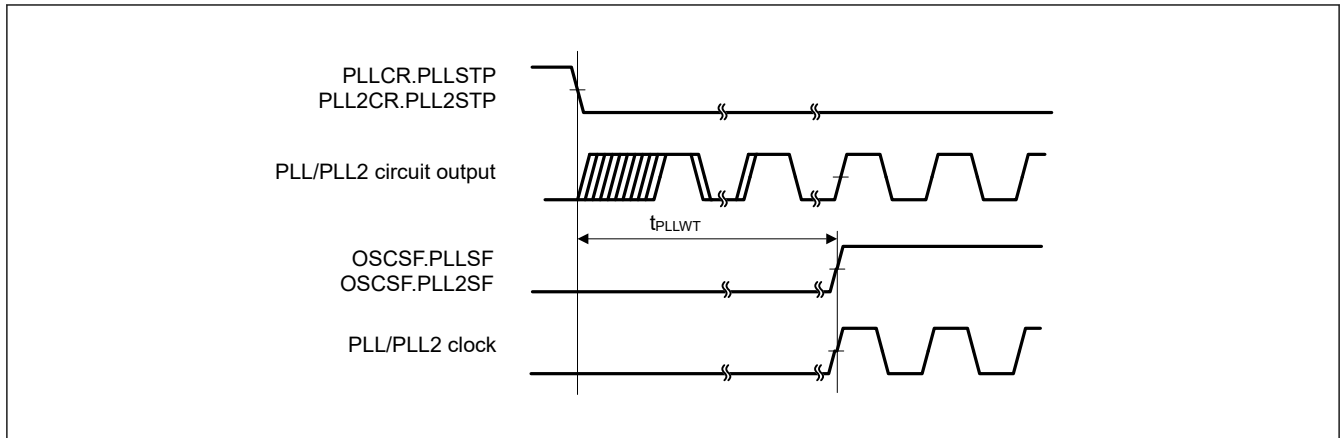 PLLCR.PLLSTP
PLL2CR.PLL2STP
PLL/PLL2 circuit output
tPLLWT
OSCSF.PLLSF
OSCSF.PLL2SF
PLL/PLL2 clock